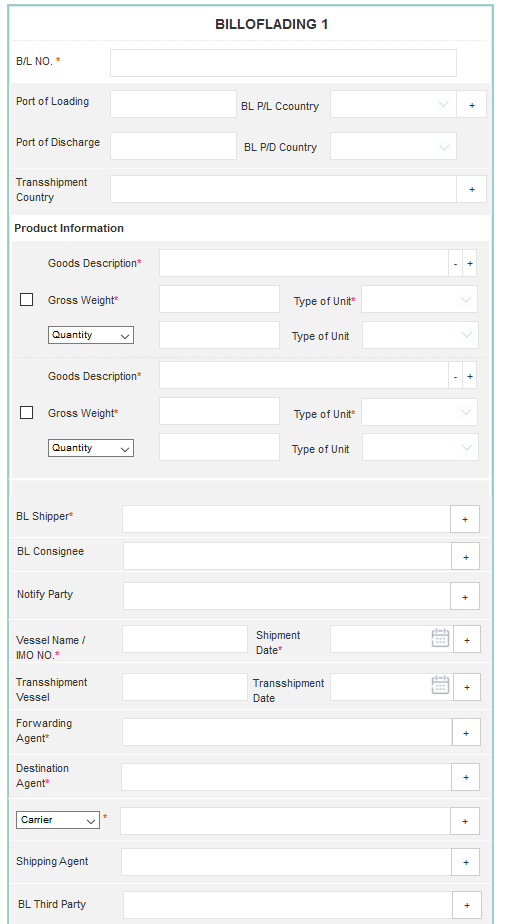 BILLOFLADING 1
B/L NO. *
Port of Loading BL P/L Ccountry +
Port of Discharge BL P/D Country
Transshipment
Country +
Product Information
Goods Description* - +
Gross Weight* Type of Unit*
Quantity Type of Unit
Goods Description* - +
Gross Weight* Type of Unit*
Quantity Type of Unit
BL Shipper* +
BL Consignee +
Notify Party +
Vessel Name / Shipment +
IMO NO.* Date*
Transshipment Transshipment +
Vessel Date
Forwarding
Agent* +
Destination
Agent* +
Carrier * +
Shipping Agent +
BL Third Party +